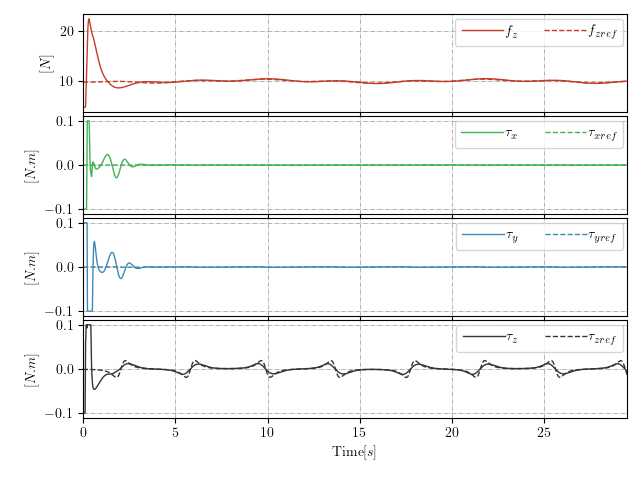 20
10
[N]
f_z
f_{zref}
0.1
0.0
−0.1
[N.m]
τ_x
τ_{xref}
0.1
0.0
−0.1
[N.m]
τ_y
τ_{yref}
0.1
0.0
−0.1
[N.m]
τ_z
τ_{zref}
0 5 10 15 20 25
Time[s]